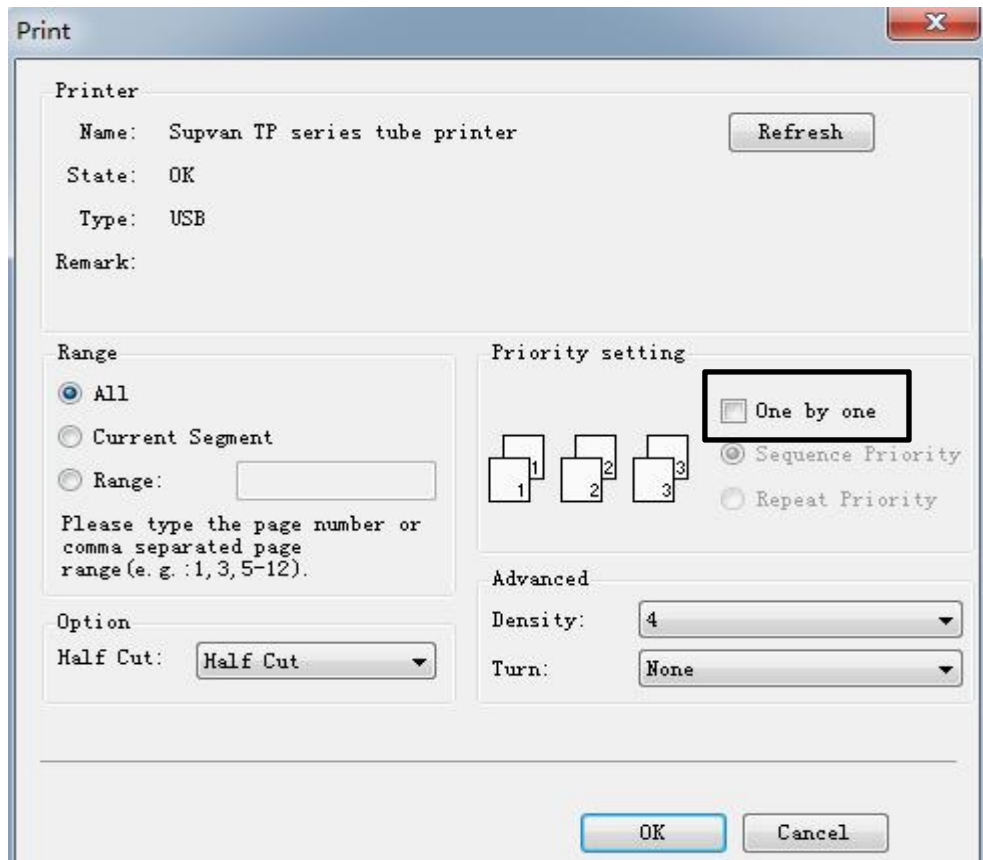 Print
Printer
Name: Supvan TP series tube printer
Refresh
State: OK
Type: USB
Remark:
Range
All
Current Segment
Range:
Please type the page number or
comma separated page
range(e.g.:1,3,5-12).
Option
Half Cut: Half Cut
Priority setting
One by one
1 2 3
1 2 3
Sequence Priority
Repeat Priority
Advanced
Density: 4
Turn: None
OK Cancel